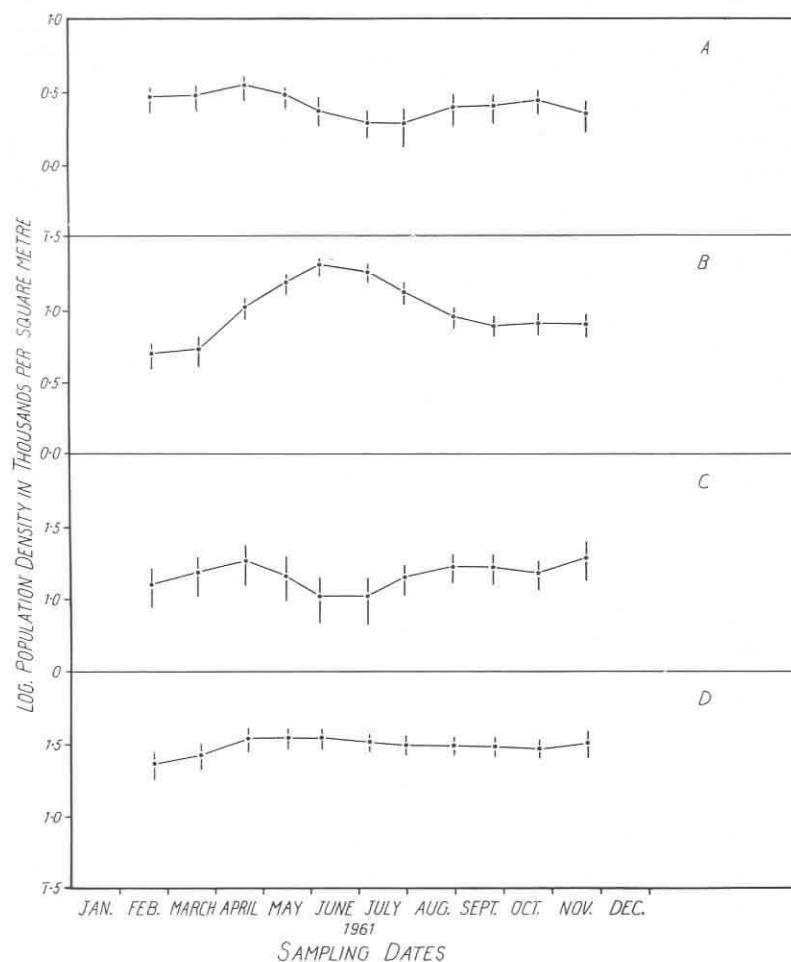 1·0
A
0·5
0·0
T·5
B
1·0
0·5
0·0
C
1·5
1·0
0
D
1·5
1·0
T·5
LOG. POPULATION DENSITY IN THOUSANDS PER SQUARE METRE
JAN. FEB. MARCH APRIL MAY JUNE JULY AUG. SEPT. OCT. NOV. DEC.
1961
SAMPLING DATES